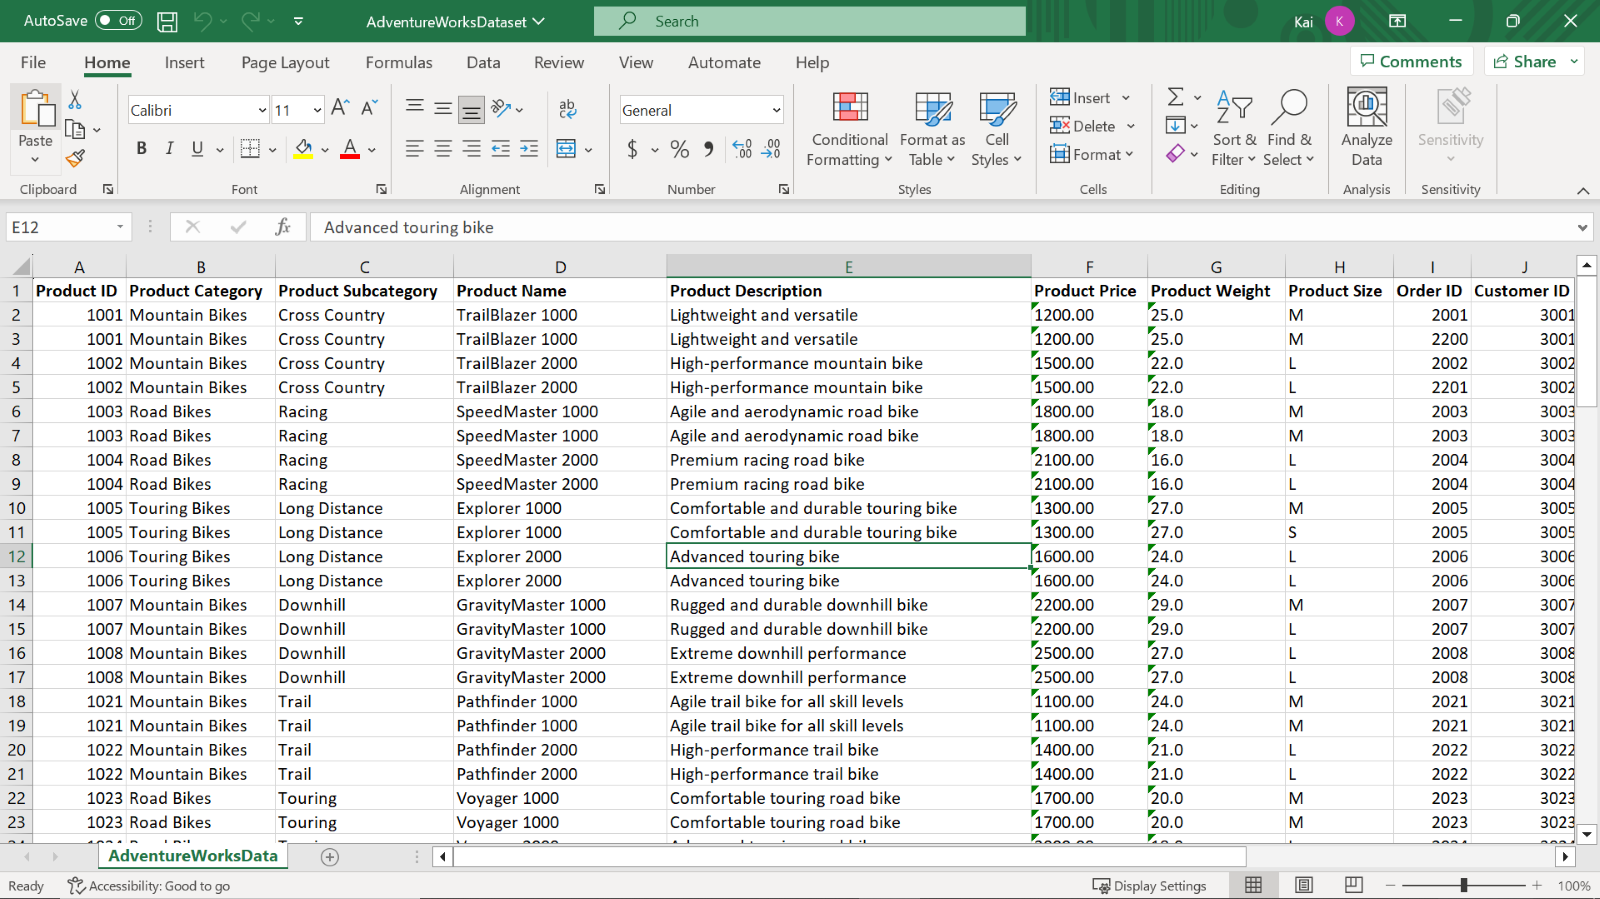 AutoSave Off AdventureWorksDataset Search Kai K
File Home Insert Page Layout Formulas Data Review View Automate Help Comments Share
Paste
Clipboard
Calibri 11
B I U A
Font
ab
Alignment
General
$ % 9 .00 .00
Number
Conditional Formatting
Format as Table
Cell Styles
Styles
Insert
Delete
Format
Cells
Sort & Filter
Find & Select
Editing
Analyze Data
Analysis
Sensitivity
Sensitivity
E12 fx Advanced touring bike
A B C D E F G H I J
1 Product ID Product Category Product Subcategory Product Name Product Description Product Price Product Weight Product Size Order ID Customer ID
2 1001 Mountain Bikes Cross Country TrailBlazer 1000 Lightweight and versatile 1200.00 25.0 M 2001 3001
3 1001 Mountain Bikes Cross Country TrailBlazer 1000 Lightweight and versatile 1200.00 25.0 M 2200 3001
4 1002 Mountain Bikes Cross Country TrailBlazer 2000 High-performance mountain bike 1500.00 22.0 L 2002 3002
5 1002 Mountain Bikes Cross Country TrailBlazer 2000 High-performance mountain bike 1500.00 22.0 L 2201 3002
6 1003 Road Bikes Racing SpeedMaster 1000 Agile and aerodynamic road bike 1800.00 18.0 M 2003 3003
7 1003 Road Bikes Racing SpeedMaster 1000 Agile and aerodynamic road bike 1800.00 18.0 M 2003 3003
8 1004 Road Bikes Racing SpeedMaster 2000 Premium racing road bike 2100.00 16.0 L 2004 3004
9 1004 Road Bikes Racing SpeedMaster 2000 Premium racing road bike 2100.00 16.0 L 2004 3004
10 1005 Touring Bikes Long Distance Explorer 1000 Comfortable and durable touring bike 1300.00 27.0 M 2005 3005
11 1005 Touring Bikes Long Distance Explorer 1000 Comfortable and durable touring bike 1300.00 27.0 S 2005 3005
12 1006 Touring Bikes Long Distance Explorer 2000 Advanced touring bike 1600.00 24.0 L 2006 3006
13 1006 Touring Bikes Long Distance Explorer 2000 Advanced touring bike 1600.00 24.0 L 2006 3006
14 1007 Mountain Bikes Downhill GravityMaster 1000 Rugged and durable downhill bike 2200.00 29.0 M 2007 3007
15 1007 Mountain Bikes Downhill GravityMaster 1000 Rugged and durable downhill bike 2200.00 29.0 L 2007 3007
16 1008 Mountain Bikes Downhill GravityMaster 2000 Extreme downhill performance 2500.00 27.0 L 2008 3008
17 1008 Mountain Bikes Downhill GravityMaster 2000 Extreme downhill performance 2500.00 27.0 L 2008 3008
18 1021 Mountain Bikes Trail Pathfinder 1000 Agile trail bike for all skill levels 1100.00 24.0 M 2021 3021
19 1021 Mountain Bikes Trail Pathfinder 1000 Agile trail bike for all skill levels 1100.00 24.0 M 2021 3021
20 1022 Mountain Bikes Trail Pathfinder 2000 High-performance trail bike 1400.00 21.0 L 2022 3022
21 1022 Mountain Bikes Trail Pathfinder 2000 High-performance trail bike 1400.00 21.0 L 2022 3022
22 1023 Road Bikes Touring Voyager 1000 Comfortable touring road bike 1700.00 20.0 M 2023 3023
23 1023 Road Bikes Touring Voyager 1000 Comfortable touring road bike 1700.00 20.0 M 2023 3023
AdventureWorksData
Ready Accessibility: Good to go Display Settings 100%